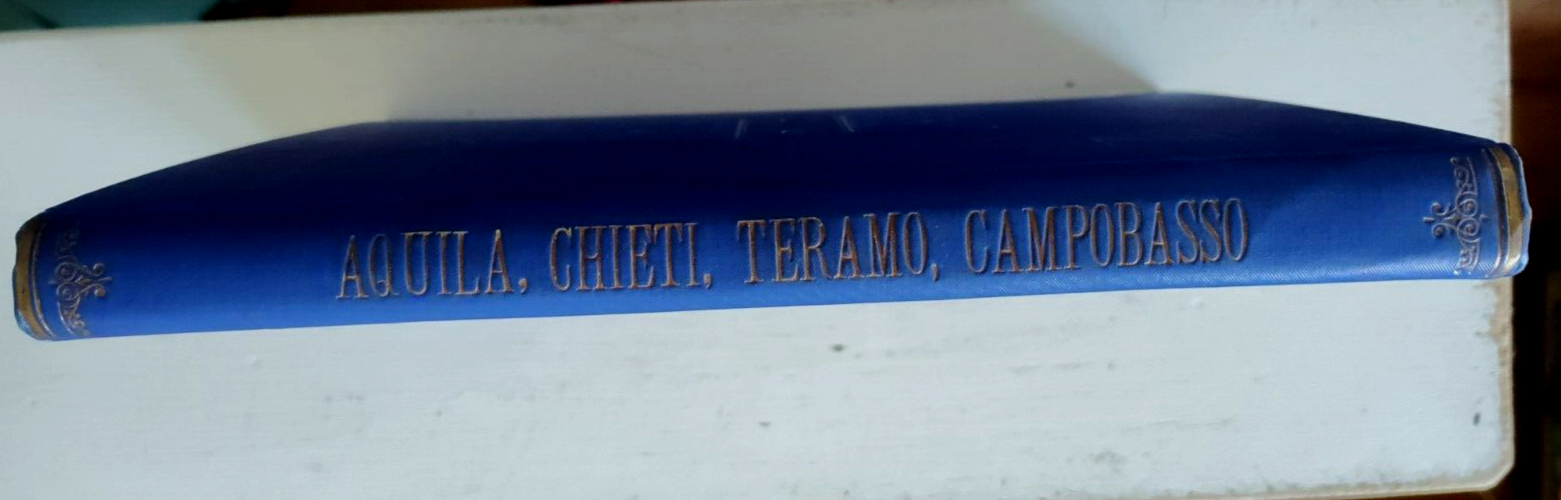 AQUILA, CHIETI, TERAMO, CAMPOBASSO